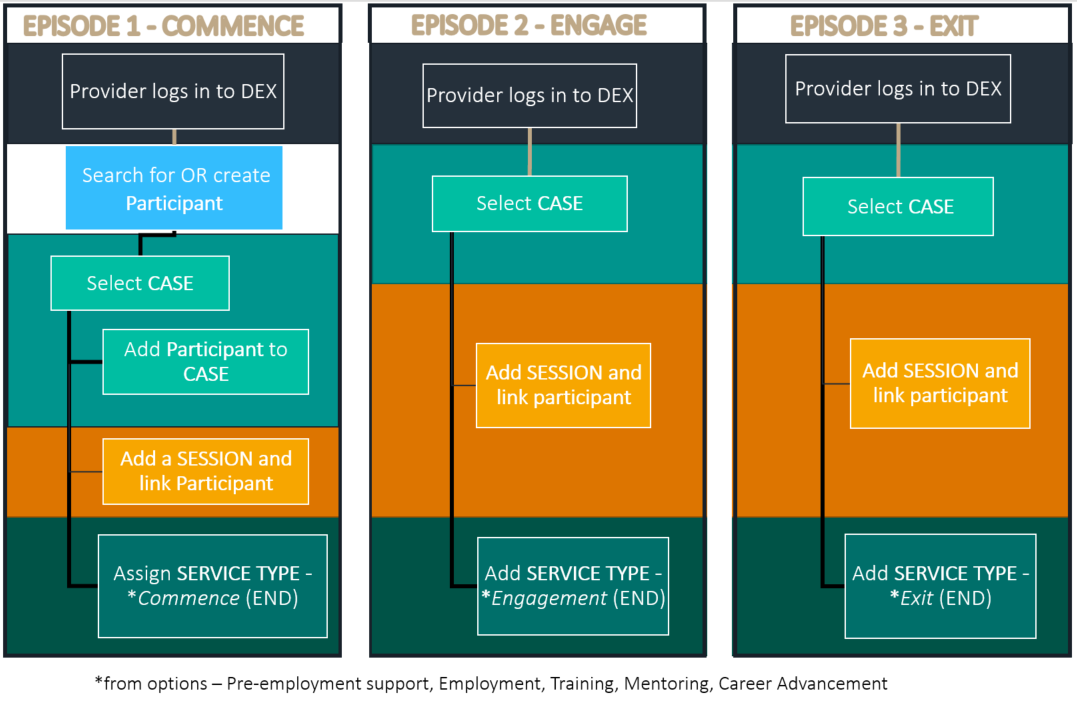 EPISODE 1 - COMMENCE
Provider logs in to DEX
Search for OR create
Participant
Select CASE
Add Participant to
CASE
Add a SESSION and
link Participant
Assign SERVICE TYPE -
*Commence (END)
EPISODE 2 - ENGAGE
Provider logs in to DEX
Select CASE
Add SESSION and
link participant
Add SERVICE TYPE -
*Engagement (END)
EPISODE 3 - EXIT
Provider logs in to DEX
Select CASE
Add SESSION and
link participant
Add SERVICE TYPE -
*Exit (END)
*from options – Pre-employment support, Employment, Training, Mentoring, Career Advancement